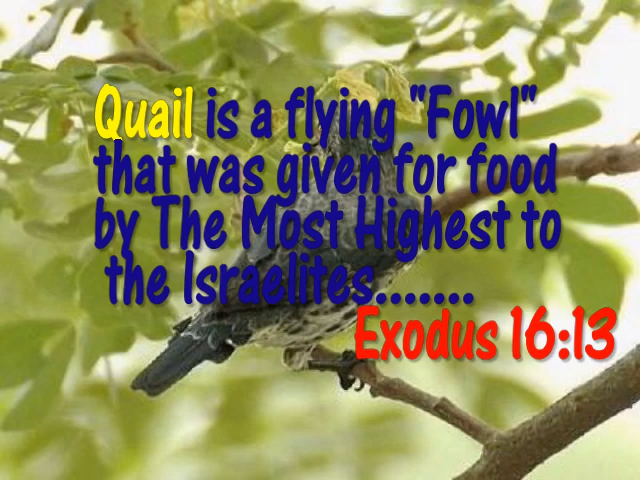 Quail is a flying "Fowl"
that was given for food
by The Most Highest to
the Israelites.......
Exodus 16:13